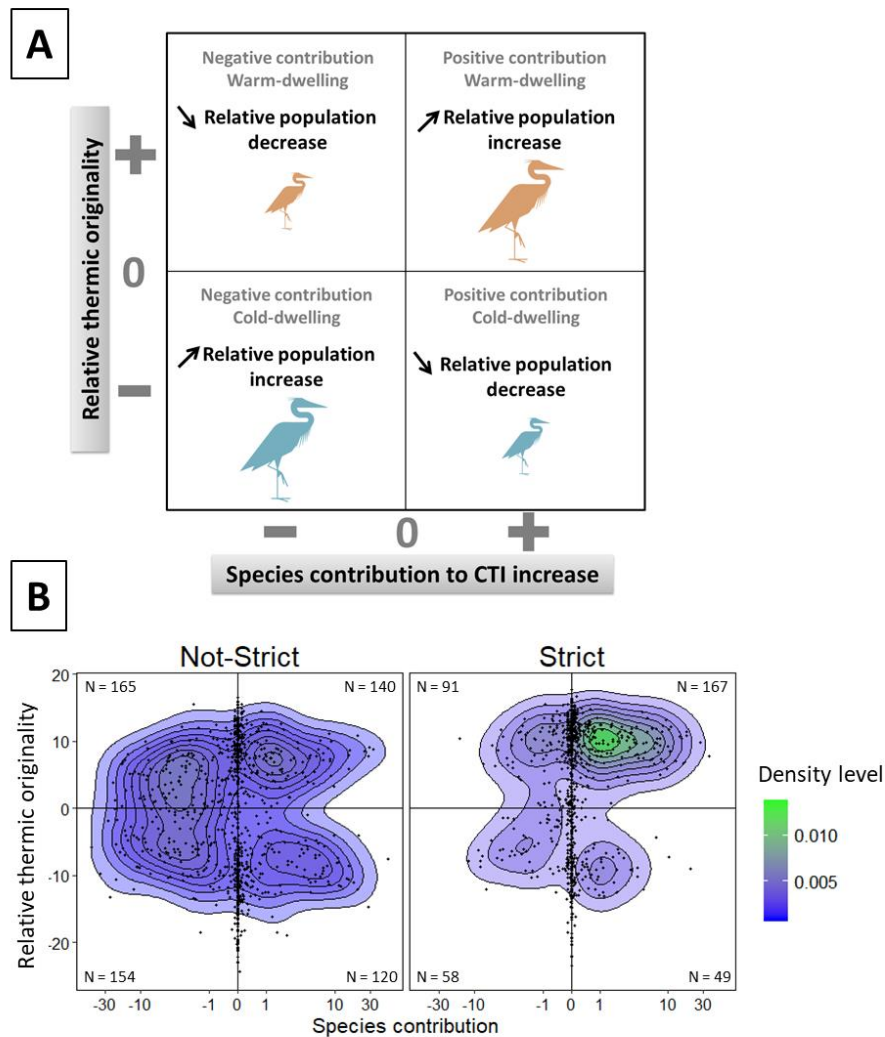 A
Negative contribution
Warm-dwelling
Relative population
decrease
Positive contribution
Warm-dwelling
Relative population
increase
Relative thermic originality
+
0
−
Negative contribution
Cold-dwelling
Relative population
increase
Positive contribution
Cold-dwelling
Relative population
decrease
− 0 +
Species contribution to CTI increase
B
Not-Strict
Strict
Relative thermic originality
20
10
0
-10
-20
N = 165
N = 140
N = 154
N = 120
N = 91
N = 167
N = 58
N = 49
-30 -10 -1 0 1 10 30
-30 -10 -1 0 1 10 30
Species contribution
Density level
0.010
0.005